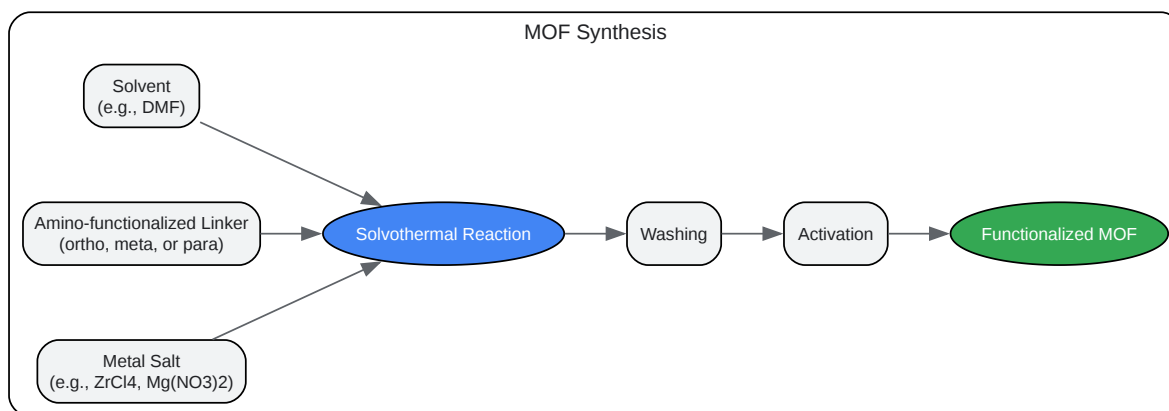 MOF Synthesis
Solvent
(e.g., DMF)
Amino-functionalized Linker
(ortho, meta, or para)
Solvothermal Reaction
Washing
Activation
Functionalized MOF
Metal Salt
(e.g., ZrCl4, Mg(NO3)2)